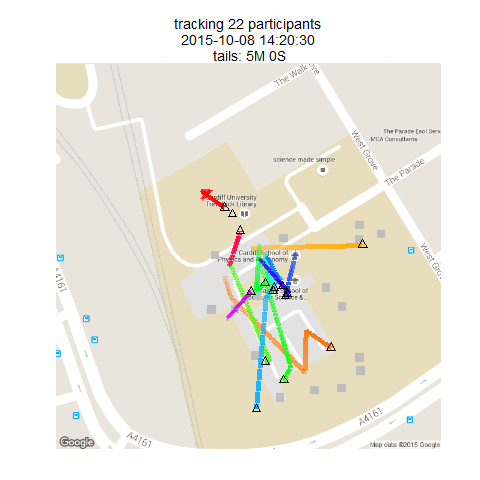 tracking 22 participants
2015-10-08 14:20:30
tails: 5M 0S
The Walk
West Grove
The Parade Esol Serv
MCA Consultants
science made simple
The Parade
Cardiff University
Trevithick Library
West Grove
Cardiff School of
Physics and Astronomy
School of
Computer Science &...
A4161
A4161
A4161
Google
Map data ©2015 Google